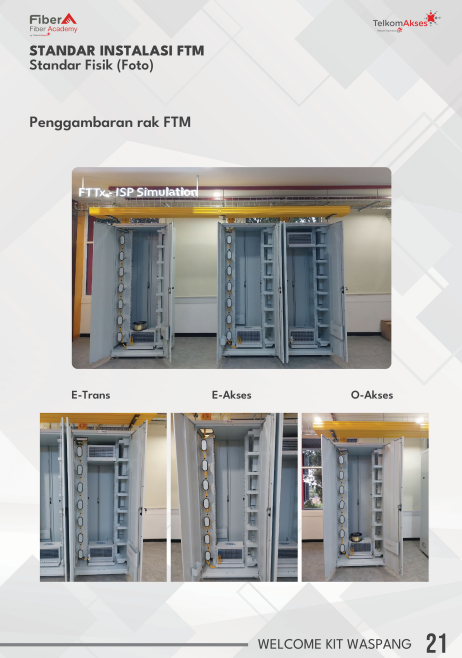 FiberA
Fiber Academy
TelkomAkses
STANDAR INSTALASI FTM
Standar Fisik (Foto)
Penggambaran rak FTM
FTTx - ISP Simulation
E-Trans
E-Akses
O-Akses
WELCOME KIT WASPANG
21